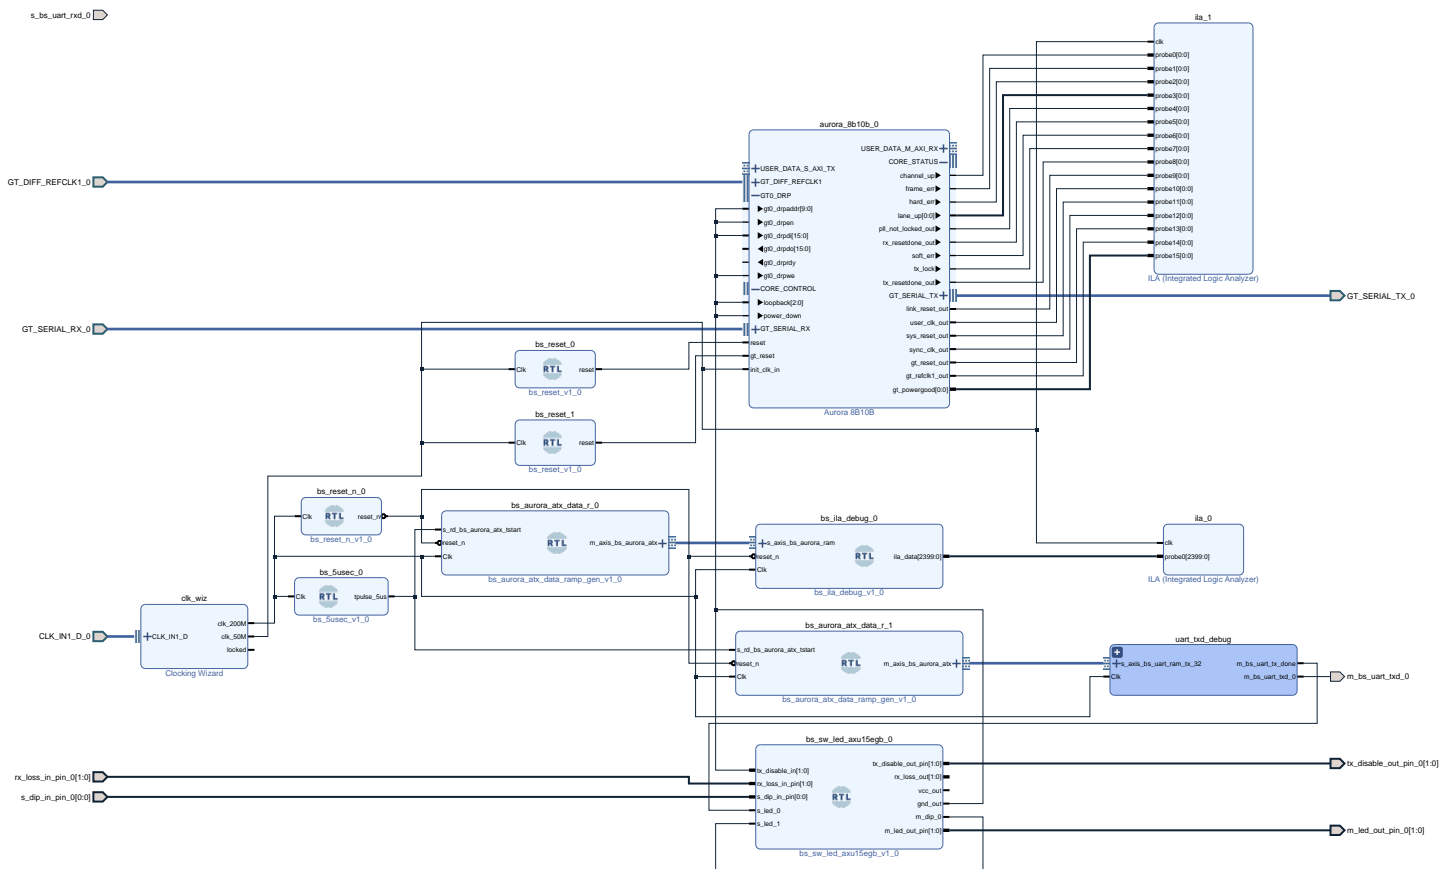 s_bs_uart_rxd_0
ila_1
clk
probe0[0:0]
probe1[0:0]
probe2[0:0]
probe3[0:0]
probe4[0:0]
probe5[0:0]
probe6[0:0]
probe7[0:0]
probe8[0:0]
probe9[0:0]
probe10[0:0]
probe11[0:0]
probe12[0:0]
probe13[0:0]
probe14[0:0]
probe15[0:0]
ILA (Integrated Logic Analyzer)
aurora_8b10b_0
USER_DATA_S_AXI_TX
GT_DIFF_REFCLK1
GT0_DRP
gt0_drpaddr[9:0]
gt0_drpen
gt0_drpdi[15:0]
gt0_drpdo[15:0]
gt0_drprdy
gt0_drpwe
CORE_CONTROL
loopback[2:0]
power_down
GT_SERIAL_RX
reset
gt_reset
init_clk_in
USER_DATA_M_AXI_RX
CORE_STATUS
channel_up
frame_err
hard_err
lane_up[0:0]
pll_not_locked_out
rx_resetdone_out
soft_err
tx_lock
tx_resetdone_out
GT_SERIAL_TX
link_reset_out
user_clk_out
sys_reset_out
sync_clk_out
gt_reset_out
gt_refclk1_out
gt_powergood[0:0]
Aurora 8B10B
GT_DIFF_REFCLK1_0
GT_SERIAL_RX_0
GT_SERIAL_TX_0
bs_reset_0
Clk
RTL
reset
bs_reset_v1_0
bs_reset_1
Clk
RTL
reset
bs_reset_v1_0
bs_reset_n_0
Clk
RTL
reset_n
bs_reset_n_v1_0
bs_5usec_0
Clk
RTL
tpulse_5us
bs_5usec_v1_0
clk_wiz
CLK_IN1_D
clk_200M
clk_50M
locked
Clocking Wizard
CLK_IN1_D_0
bs_aurora_atx_data_r_0
s_rd_bs_aurora_atx_tstart
reset_n
Clk
RTL
m_axis_bs_aurora_atx
bs_aurora_atx_data_ramp_gen_v1_0
bs_ila_debug_0
s_axis_bs_aurora_ram
reset_n
Clk
RTL
ila_data[2399:0]
bs_ila_debug_v1_0
ila_0
clk
probe0[2399:0]
ILA (Integrated Logic Analyzer)
bs_aurora_atx_data_r_1
s_rd_bs_aurora_atx_tstart
reset_n
Clk
RTL
m_axis_bs_aurora_atx
bs_aurora_atx_data_ramp_gen_v1_0
uart_txd_debug
s_axis_bs_uart_ram_tx_32
Clk
m_bs_uart_tx_done
m_bs_uart_txd_0
m_bs_uart_txd_0
bs_sw_led_axu15egb_0
tx_disable_in[1:0]
rx_loss_in_pin[1:0]
s_dip_in_pin[0:0]
s_led_0
s_led_1
RTL
tx_disable_out_pin[1:0]
rx_loss_out[1:0]
vcc_out
gnd_out
m_dip_0
m_led_out_pin[1:0]
bs_sw_led_axu15egb_v1_0
rx_loss_in_pin_0[1:0]
s_dip_in_pin_0[0:0]
tx_disable_out_pin_0[1:0]
m_led_out_pin_0[1:0]